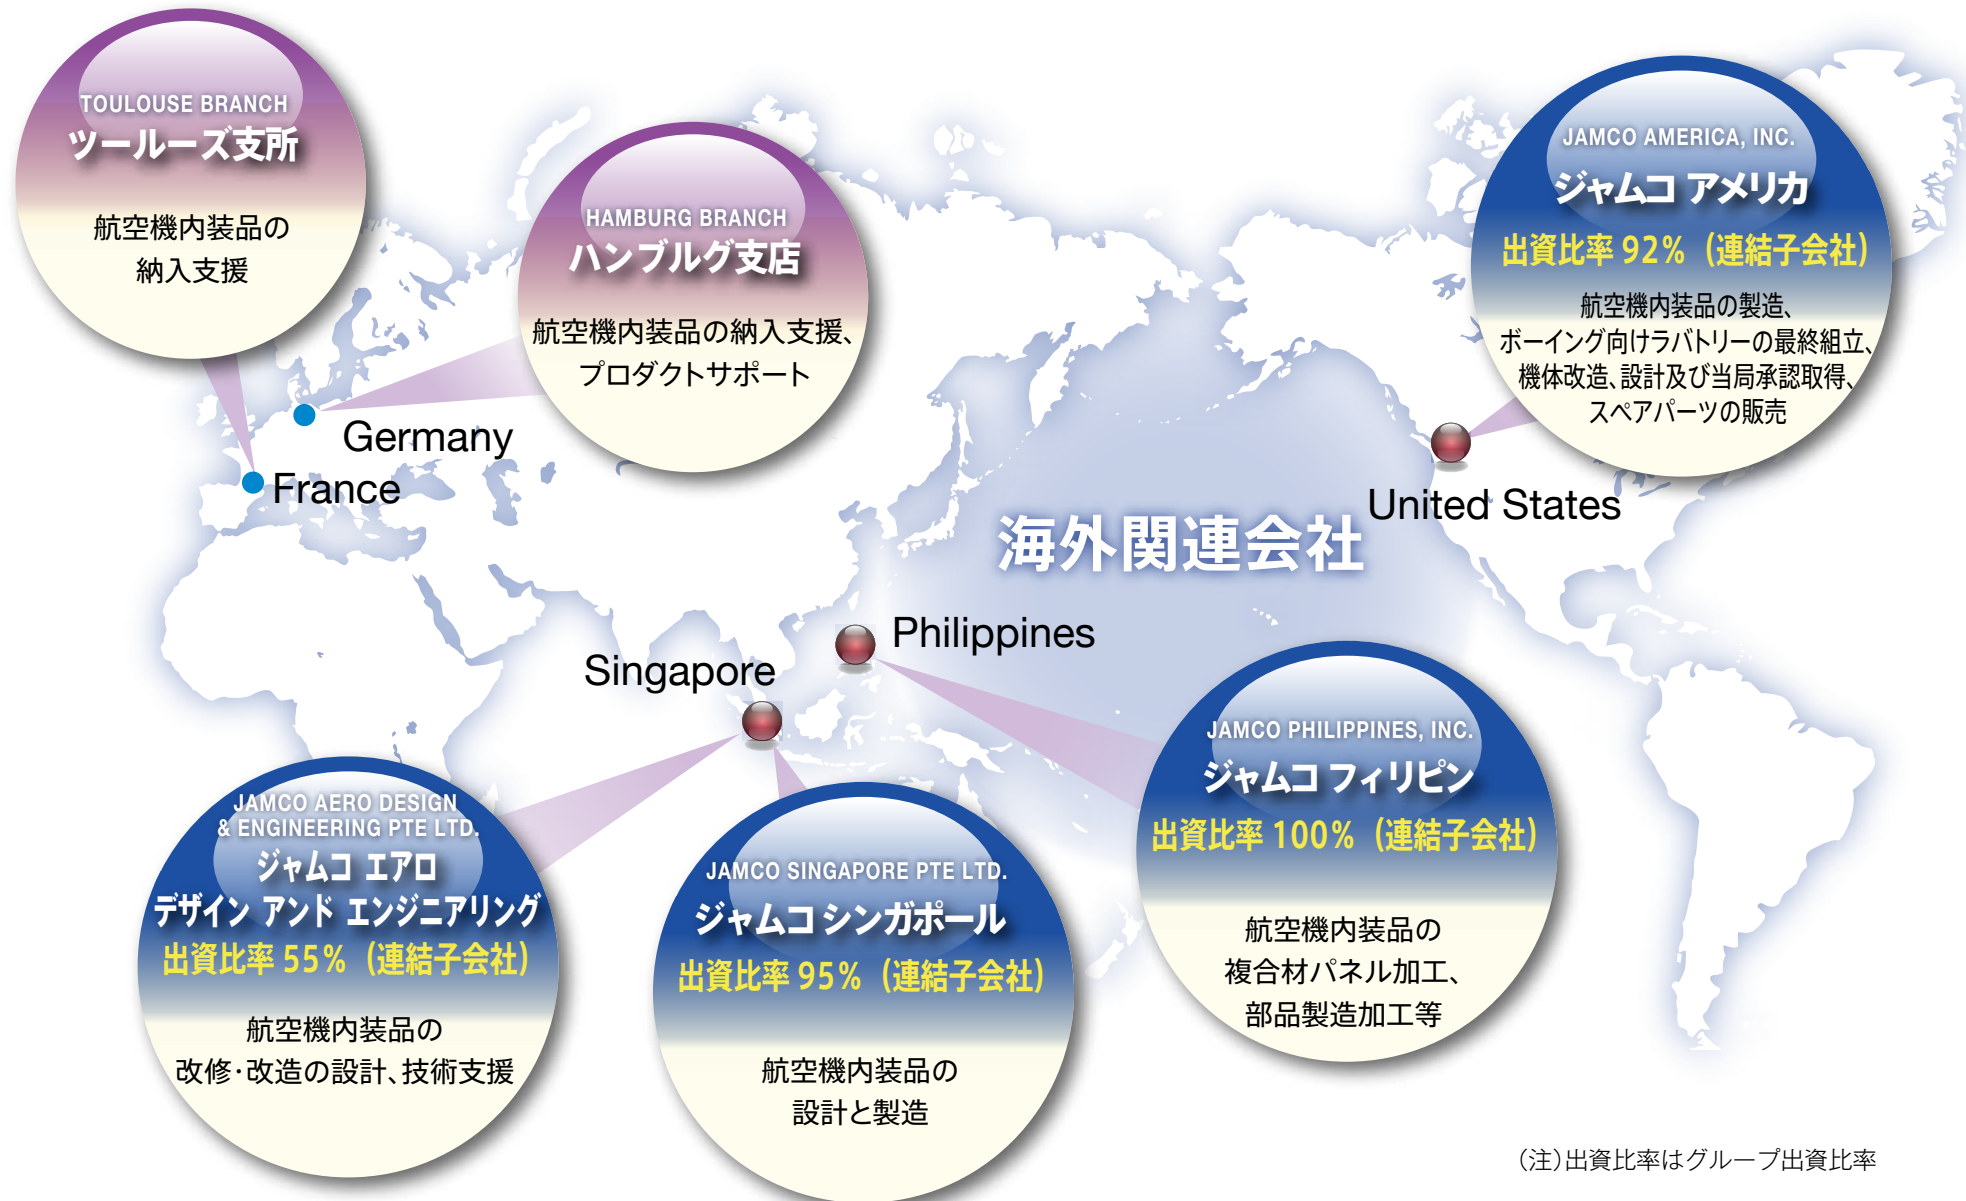 TOULOUSE BRANCH
ツールーズ支所
航空機内装品の
納入支援
HAMBURG BRANCH
ハンブルグ支店
航空機内装品の納入支援、
プロダクトサポート
JAMCO AMERICA, INC.
ジャムコ アメリカ
出資比率 92%（連結子会社）
航空機内装品の製造、
ボーイング向けラバトリーの最終組立、
機体改造、設計及び当局承認取得、
スペアパーツの販売
Germany
France
United States
海外関連会社
Philippines
Singapore
JAMCO PHILIPPINES, INC.
ジャムコ フィリピン
出資比率 100%（連結子会社）
航空機内装品の
複合材パネル加工、
部品製造加工等
JAMCO AERO DESIGN
& ENGINEERING PTE LTD.
ジャムコ エアロ
デザイン アンド エンジニアリング
出資比率 55%（連結子会社）
航空機内装品の
改修・改造の設計、技術支援
JAMCO SINGAPORE PTE LTD.
ジャムコ シンガポール
出資比率 95%（連結子会社）
航空機内装品の
設計と製造
（注）出資比率はグループ出資比率